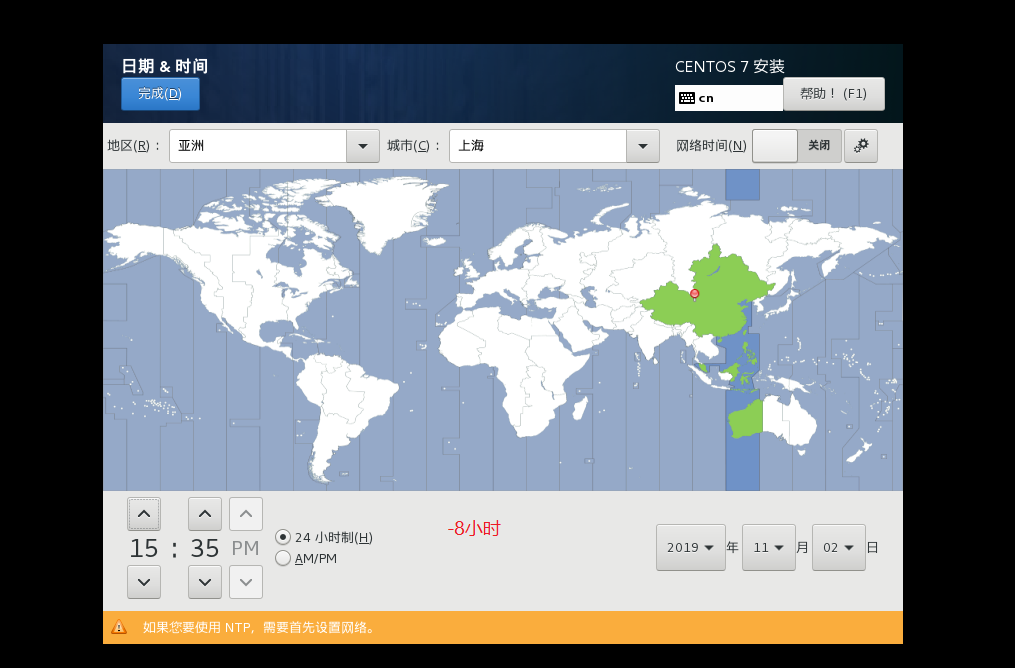 日期 & 时间
CENTOS 7 安装
完成(D)
cn
帮助！ (F1)
地区(R)：
亚洲
城市(C)：
上海
网络时间(N)
关闭
15 : 35 PM
24 小时制(H)
AM/PM
-8小时
2019 年 11 月 02 日
如果您要使用 NTP，需要首先设置网络。